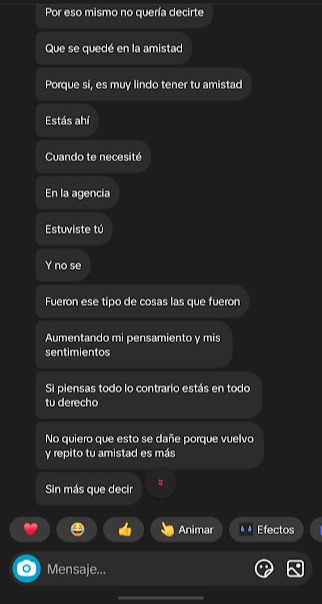 Por eso mismo no quería decirte
Que se quedé en la amistad
Porque si, es muy lindo tener tu amistad
Estás ahí
Cuando te necesité
En la agencia
Estuviste tú
Y no se
Fueron ese tipo de cosas las que fueron
Aumentando mi pensamiento y mis
sentimientos
Si piensas todo lo contrario estás en todo
tu derecho
No quiero que esto se dañe porque vuelvo
y repito tu amistad es más
Sin más que decir
Animar
Efectos
Mensaje...